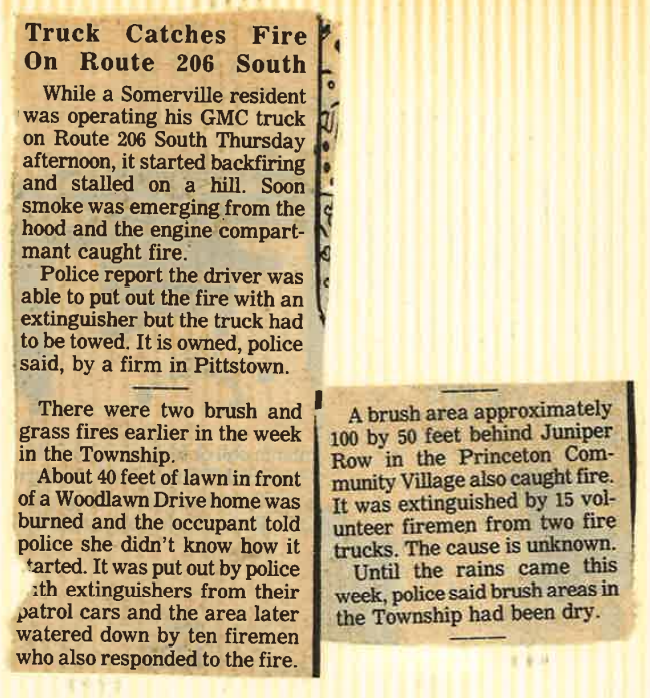 Truck Catches Fire
On Route 206 South
While a Somerville resident
was operating his GMC truck
on Route 206 South Thursday
afternoon, it started backfiring
and stalled on a hill. Soon
smoke was emerging from the
hood and the engine compart-
mant caught fire.
Police report the driver was
able to put out the fire with an
extinguisher but the truck had
to be towed. It is owned, police
said, by a firm in Pittstown.
There were two brush and
grass fires earlier in the week
in the Township.
About 40 feet of lawn in front
of a Woodlawn Drive home was
burned and the occupant told
police she didn't know how it
tarted. It was put out by police
th extinguishers from their
patrol cars and the area later
watered down by ten firemen
who also responded to the fire.
A brush area approximately
100 by 50 feet behind Juniper
Row in the Princeton Com-
munity Village also caught fire.
It was extinguished by 15 vol-
unteer firemen from two fire
trucks. The cause is unknown.
Until the rains came this
week, police said brush areas in
the Township had been dry.